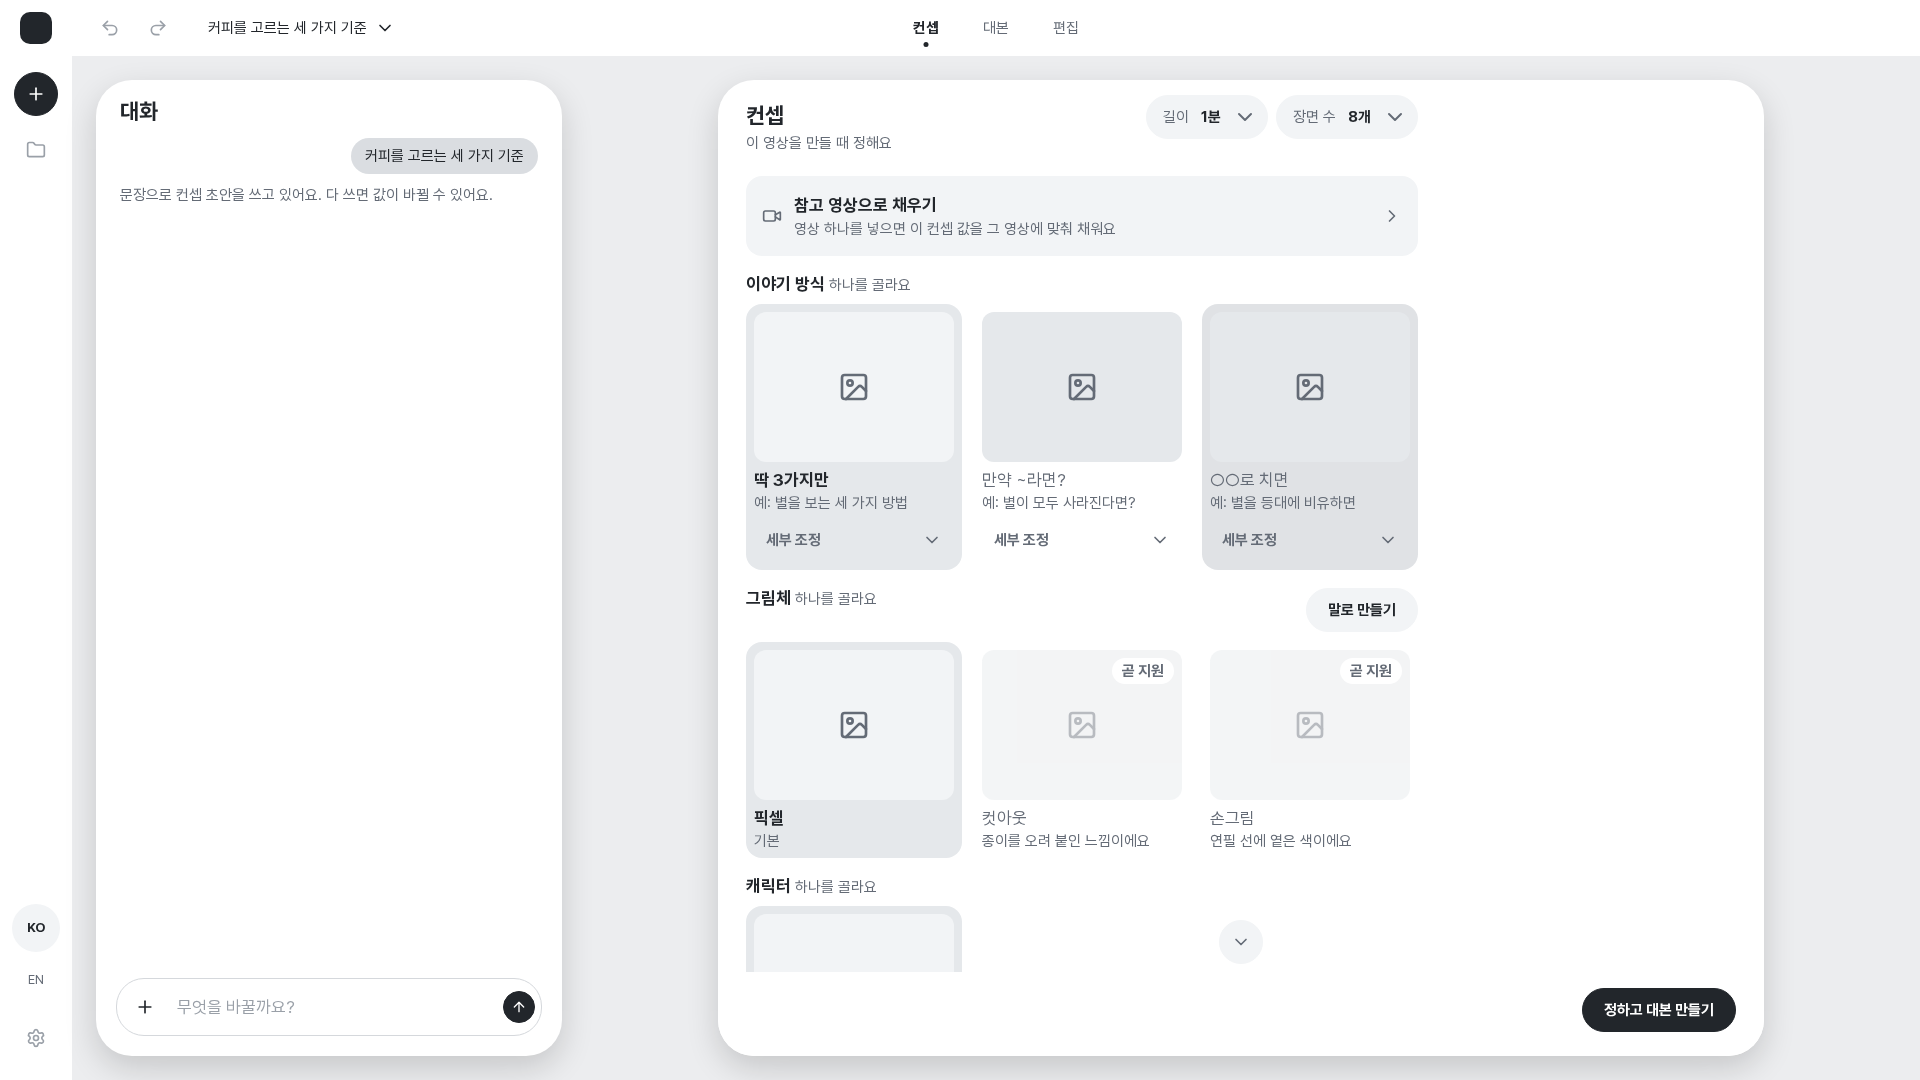 커피를 고르는 세 가지 기준
컨셉
대본
편집
대화
커피를 고르는 세 가지 기준
문장으로 컨셉 초안을 쓰고 있어요. 다 쓰면 값이 바뀔 수 있어요.
무엇을 바꿀까요?
KO
EN
컨셉
이 영상을 만들 때 정해요
길이 1분
장면 수 8개
참고 영상으로 채우기
영상 하나를 넣으면 이 컨셉 값을 그 영상에 맞춰 채워요
이야기 방식 하나를 골라요
딱 3가지만
예: 별을 보는 세 가지 방법
세부 조정
만약 ~라면?
예: 별이 모두 사라진다면?
세부 조정
○○로 치면
예: 별을 등대에 비유하면
세부 조정
그림체 하나를 골라요
말로 만들기
픽셀
기본
곧 지원
컷아웃
종이를 오려 붙인 느낌이에요
곧 지원
손그림
연필 선에 옅은 색이에요
캐릭터 하나를 골라요
정하고 대본 만들기